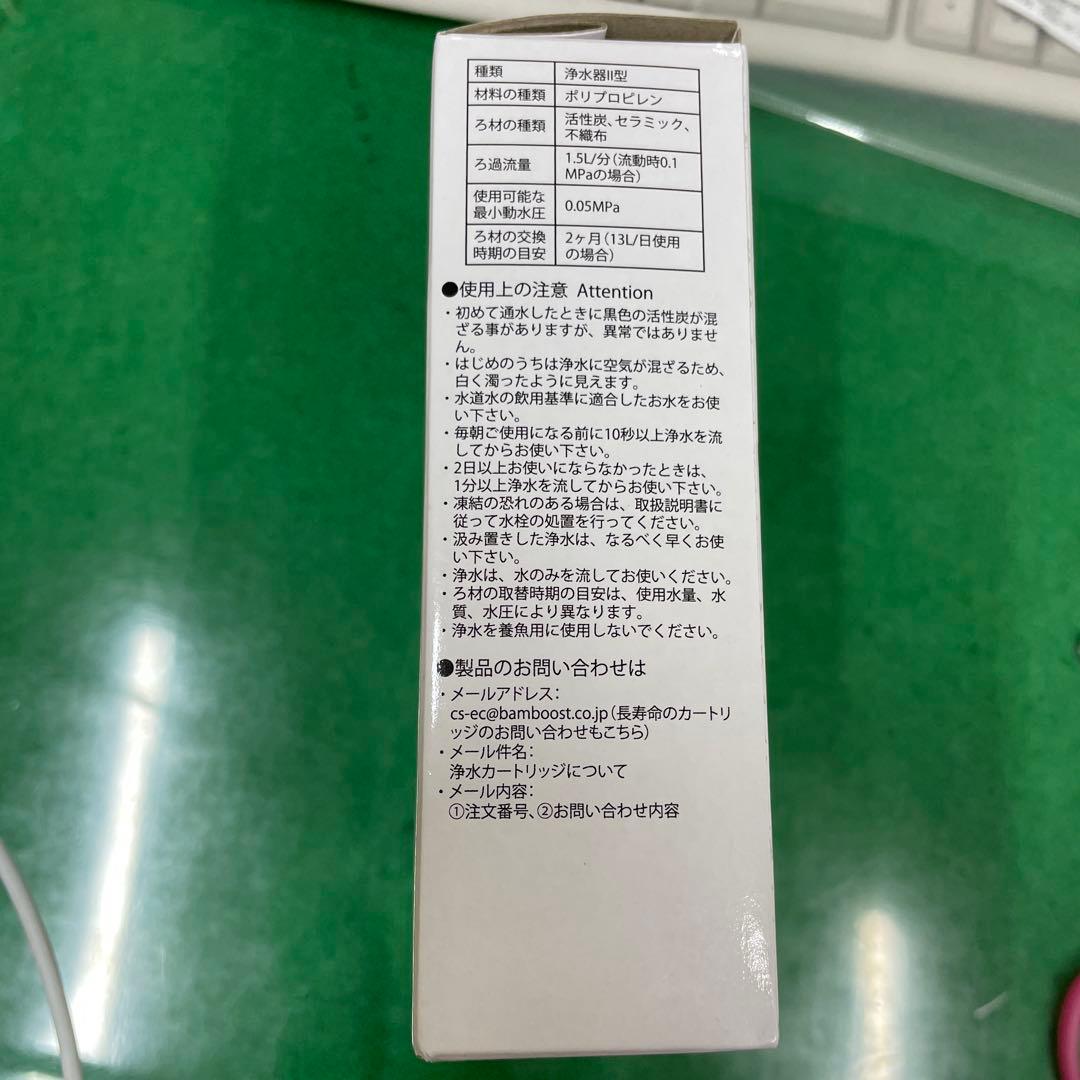 種類 浄水器II型
材料の種類 ポリプロピレン
ろ材の種類 活性炭、セラミック、
不織布
ろ過流量 1.5L/分(流動時0.1
MPaの場合)
使用可能な
最小動水圧 0.05MPa
ろ材の交換
時期の目安 2ヶ月(13L/日使用
の場合)
●使用上の注意 Attention
・初めて通水したときに黒色の活性炭が混
ざる事がありますが、異常ではありませ
ん。
・はじめのうちは浄水に空気が混ざるため、
白く濁ったように見えます。
・水道水の飲用基準に適合したお水をお使
い下さい。
・毎朝ご使用になる前に10秒以上浄水を流
してからお使い下さい。
・2日以上お使いにならなかったときは、
1分以上浄水を流してからお使い下さい。
・凍結の恐れのある場合は、取扱説明書に
従って水栓の処置を行ってください。
・汲み置きした浄水は、なるべく早くお使
い下さい。
・浄水は、水のみを流してお使いください。
・ろ材の取替時期の目安は、使用水量、水
質、水圧により異なります。
・浄水を養魚用に使用しないでください。
●製品のお問い合わせは
・メールアドレス:
cs-ec@bamboost.co.jp(長寿命のカートリ
ッジのお問い合わせもこちら)
・メール件名:
浄水カートリッジについて
・メール内容:
①注文番号、②お問い合わせ内容